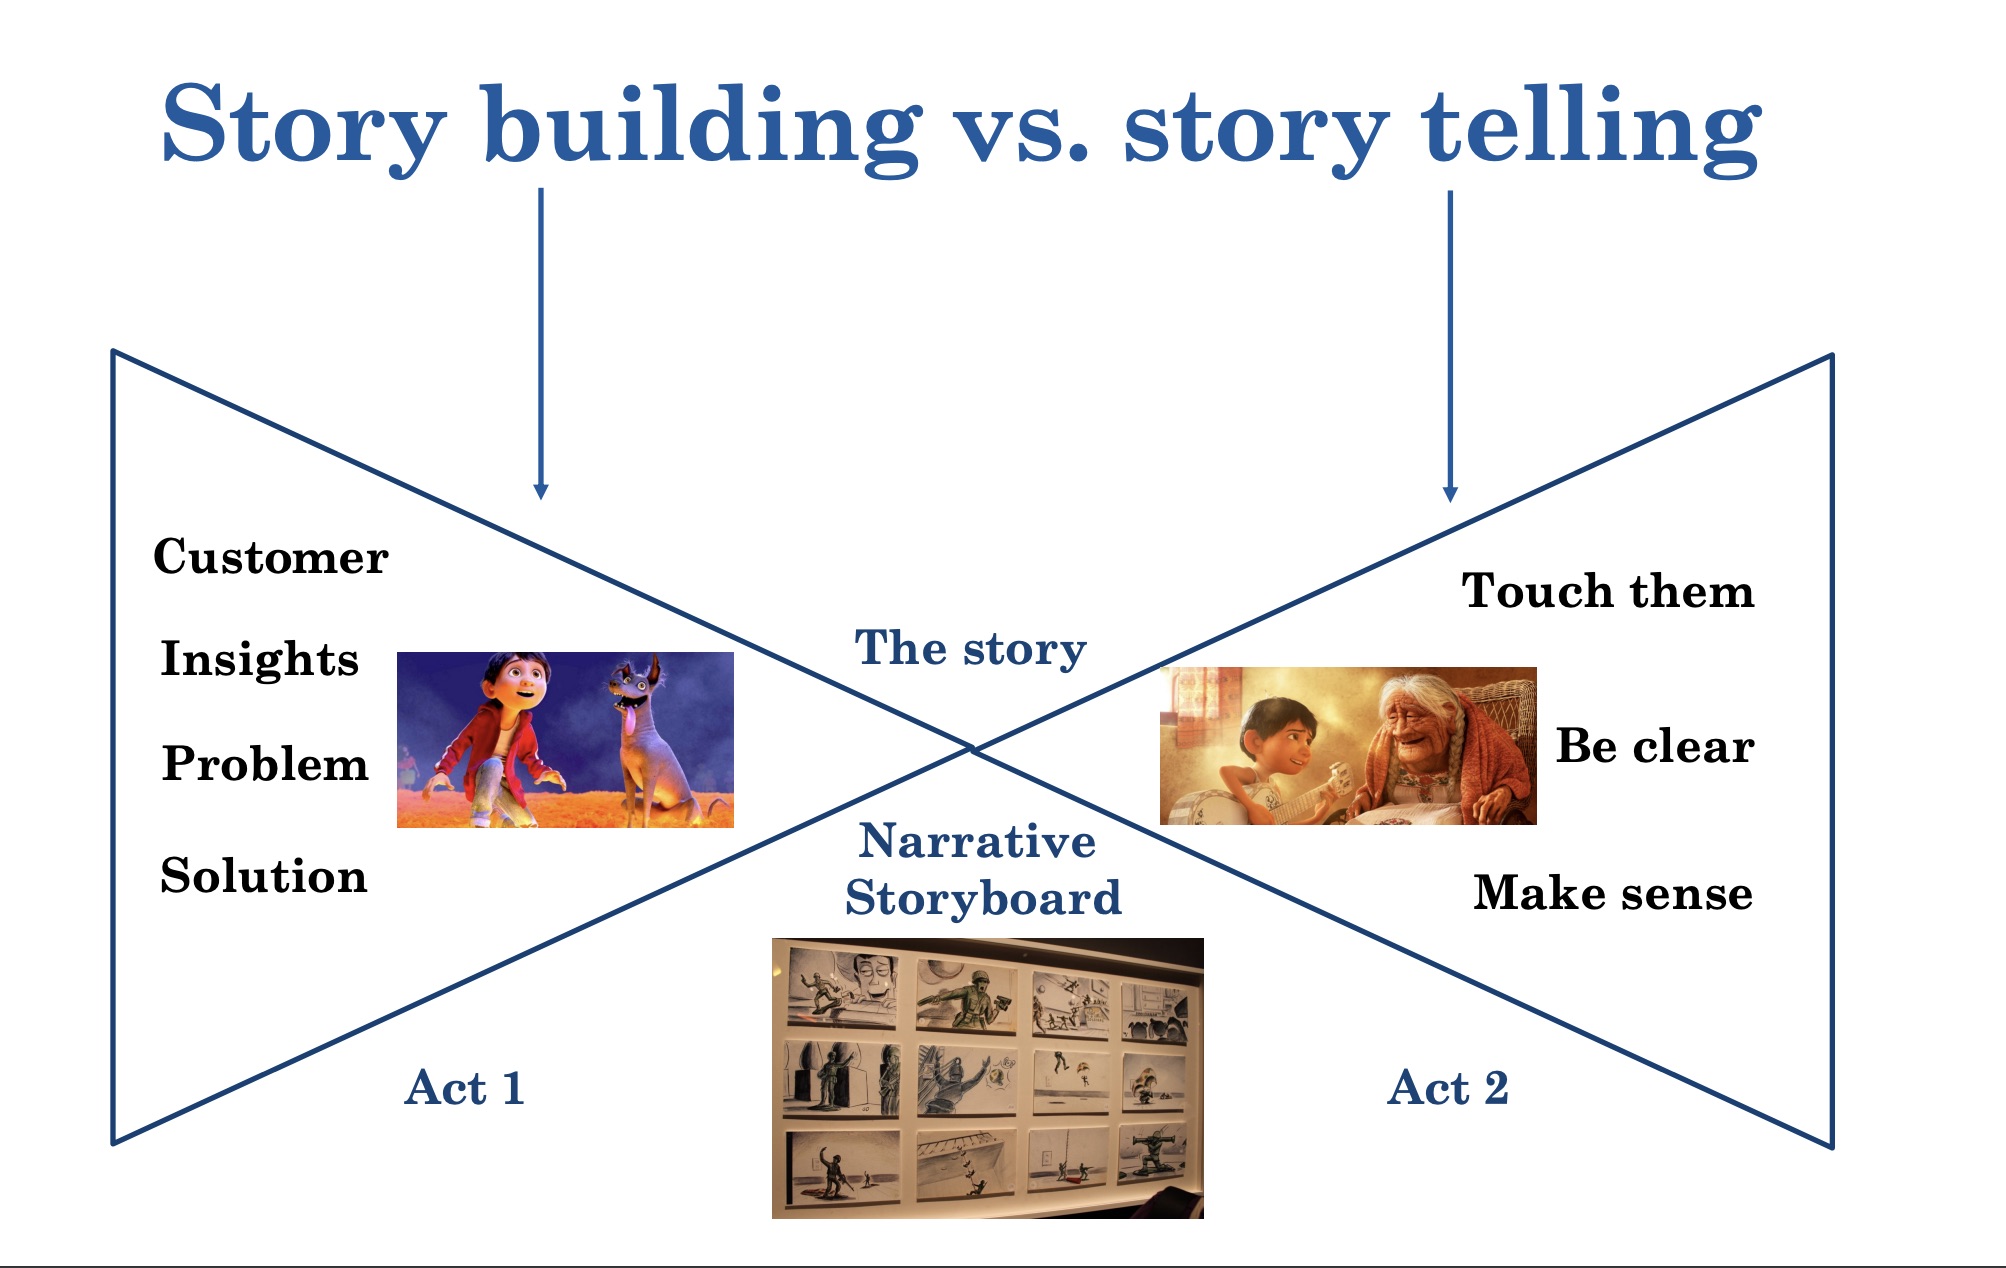 Story building vs. story telling
Customer
Insights
Problem
Solution
The story
Narrative
Storyboard
Touch them
Be clear
Make sense
Act 1
Act 2